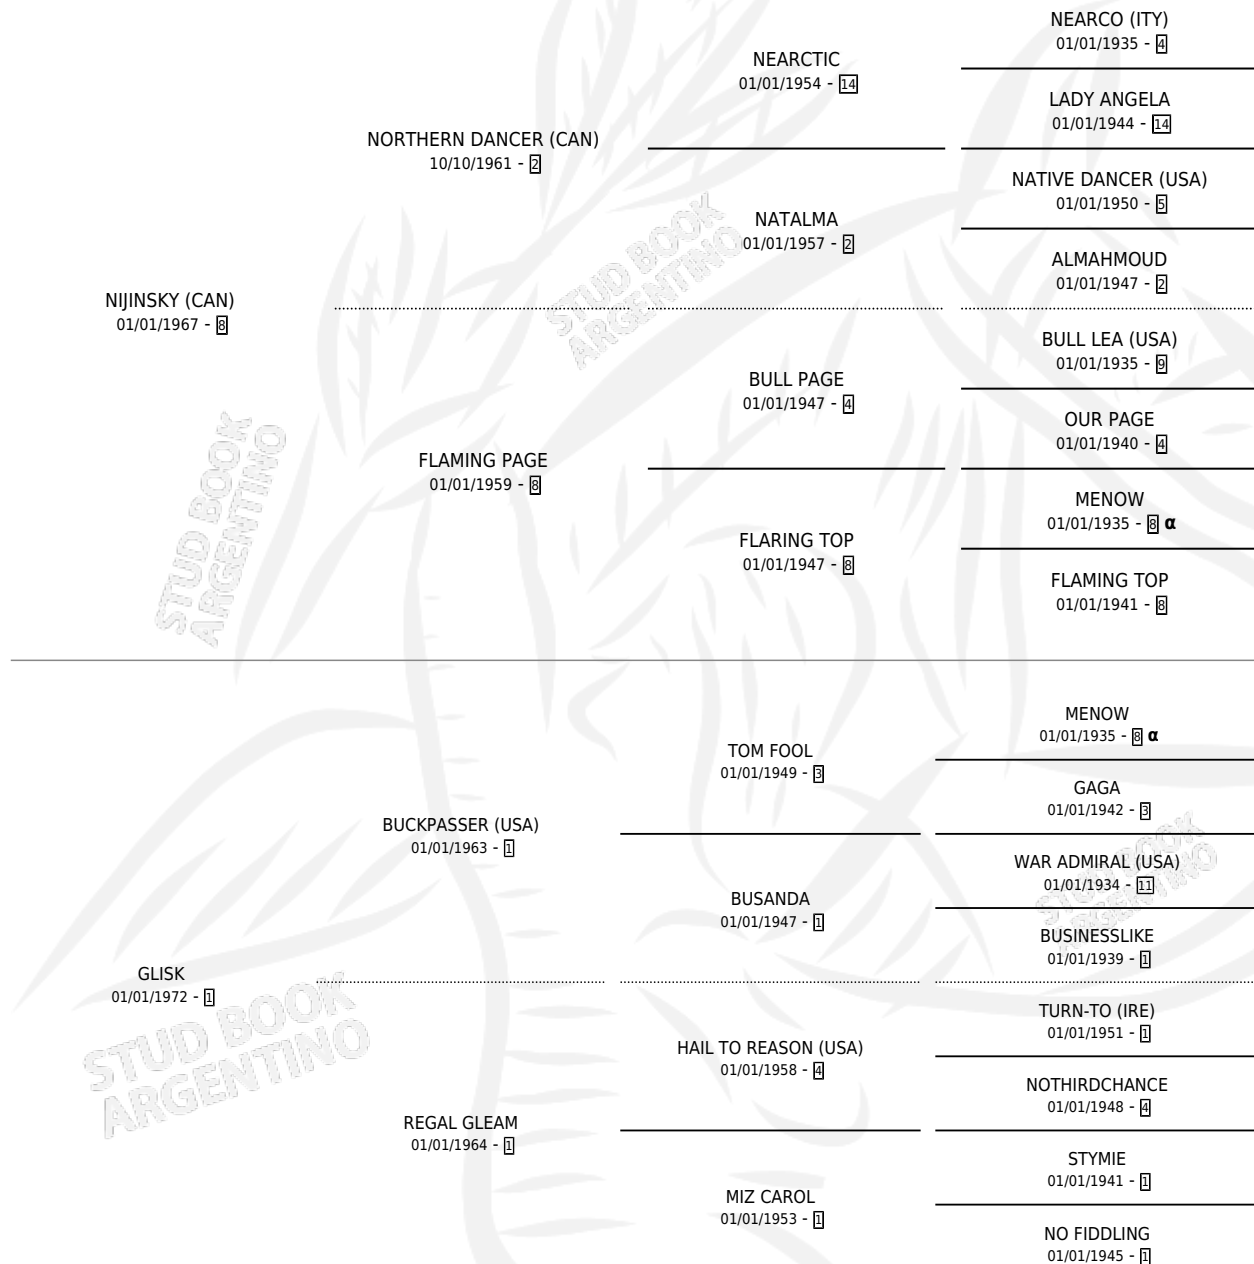 NEARCO (ITY)
01/01/1935 - 4
NEARCTIC
01/01/1954 - 14
LADY ANGELA
01/01/1944 - 14
NORTHERN DANCER (CAN)
10/10/1961 - 2
NATIVE DANCER (USA)
01/01/1950 - 5
NATALMA
01/01/1957 - 2
ALMAHMOUD
01/01/1947 - 2
NIJINSKY (CAN)
01/01/1967 - 8
BULL LEA (USA)
01/01/1935 - 9
BULL PAGE
01/01/1947 - 4
OUR PAGE
01/01/1940 - 4
FLAMING PAGE
01/01/1959 - 8
MENOW
01/01/1935 - 8 α
FLARING TOP
01/01/1947 - 8
FLAMING TOP
01/01/1941 - 8
MENOW
01/01/1935 - 8 α
TOM FOOL
01/01/1949 - 3
GAGA
01/01/1942 - 3
BUCKPASSER (USA)
01/01/1963 - 1
WAR ADMIRAL (USA)
01/01/1934 - 11
BUSANDA
01/01/1947 - 1
BUSINESSLIKE
01/01/1939 - 1
GLISK
01/01/1972 - 1
TURN-TO (IRE)
01/01/1951 - 1
HAIL TO REASON (USA)
01/01/1958 - 4
NOTHIRDCHANCE
01/01/1948 - 4
REGAL GLEAM
01/01/1964 - 1
STYMIE
01/01/1941 - 1
MIZ CAROL
01/01/1953 - 1
NO FIDDLING
01/01/1945 - 1
STUD BOOK
ARGENTINO
STUD BOOK
ARGENTINO
STUD BOOK
ARGENTINO
STUD BOOK
ARGENTINO